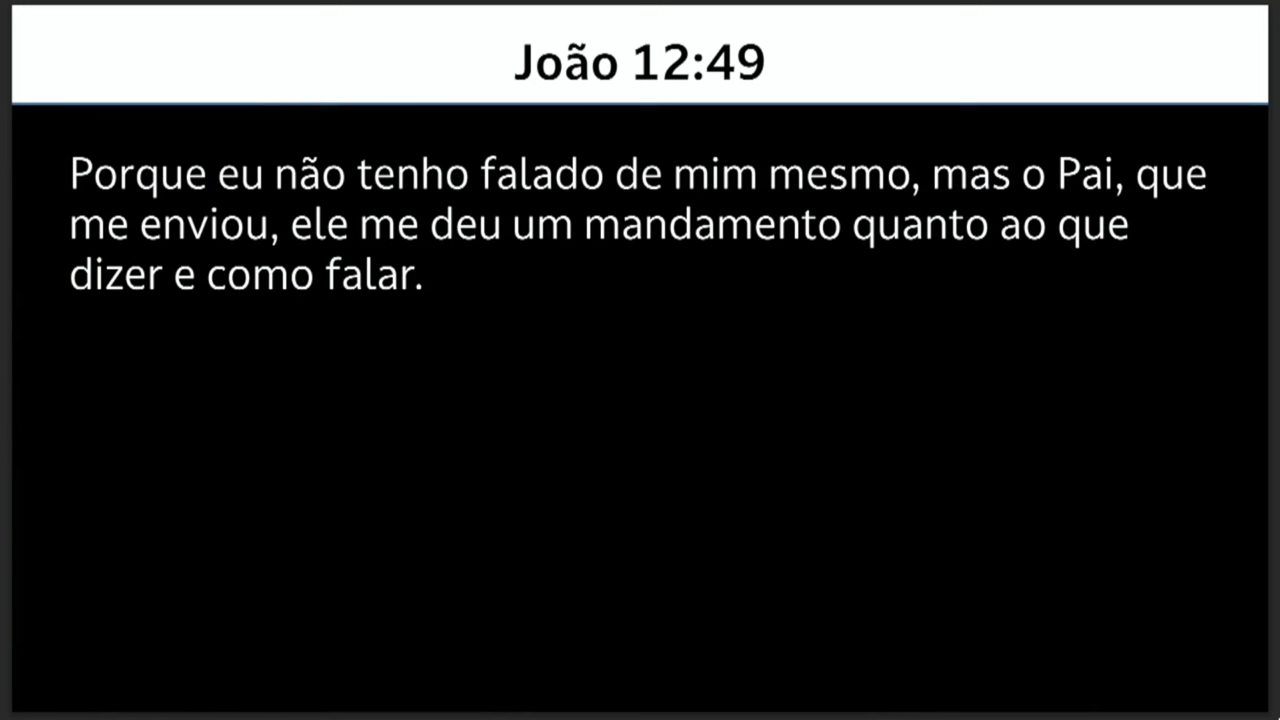 João 12:49
Porque eu não tenho falado de mim mesmo, mas o Pai, que
me enviou, ele me deu um mandamento quanto ao que
dizer e como falar.